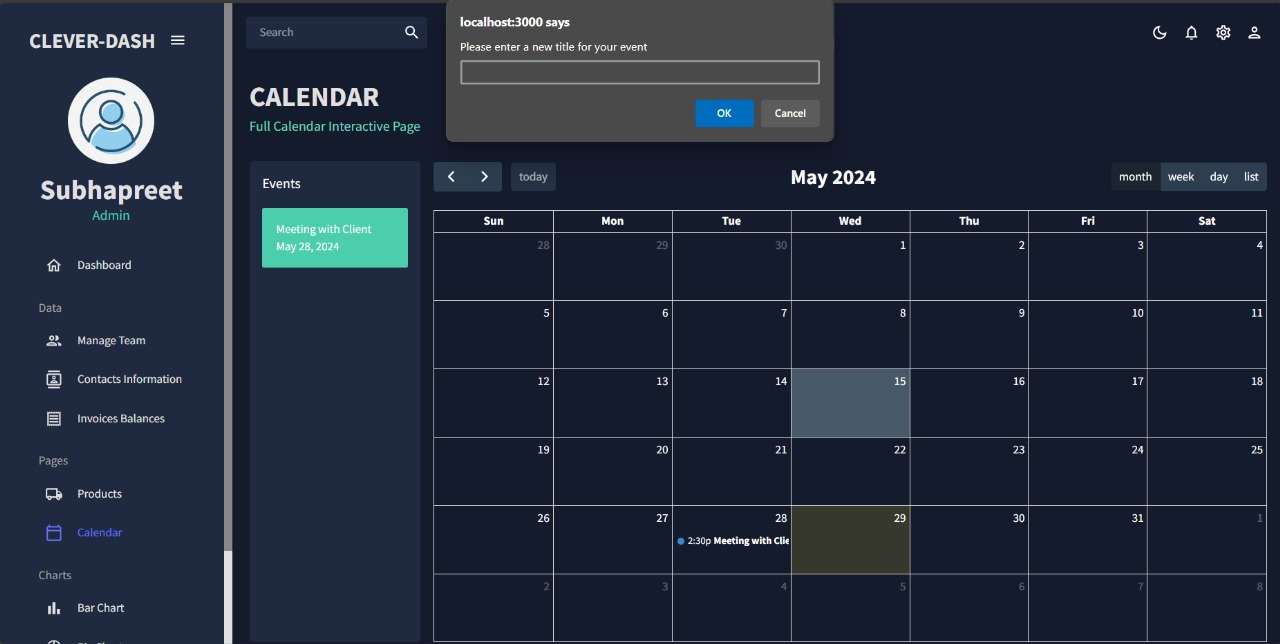 localhost:3000 says
Please enter a new title for your event
OK Cancel
CLEVER-DASH
Subhapreet
Admin
Dashboard
Data
Manage Team
Contacts Information
Invoices Balances
Pages
Products
Calendar
Charts
Bar Chart
Search
CALENDAR
Full Calendar Interactive Page
Events
Meeting with Client
May 28, 2024
today
May 2024
month week day list
Sun Mon Tue Wed Thu Fri Sat
28 29 30 1 2 3 4
5 6 7 8 9 10 11
12 13 14 15 16 17 18
19 20 21 22 23 24 25
26 27 28 29 30 31 1
2:30p Meeting with Clie
2 3 4 5 6 7 8